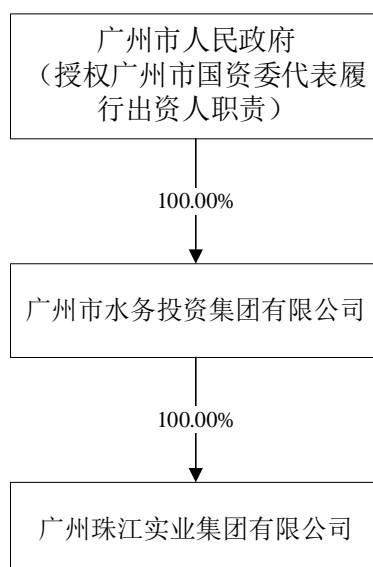 广州市人民政府
（授权广州市国资委代表履
行出资人职责）
100.00%
广州市水务投资集团有限公司
100.00%
广州珠江实业集团有限公司